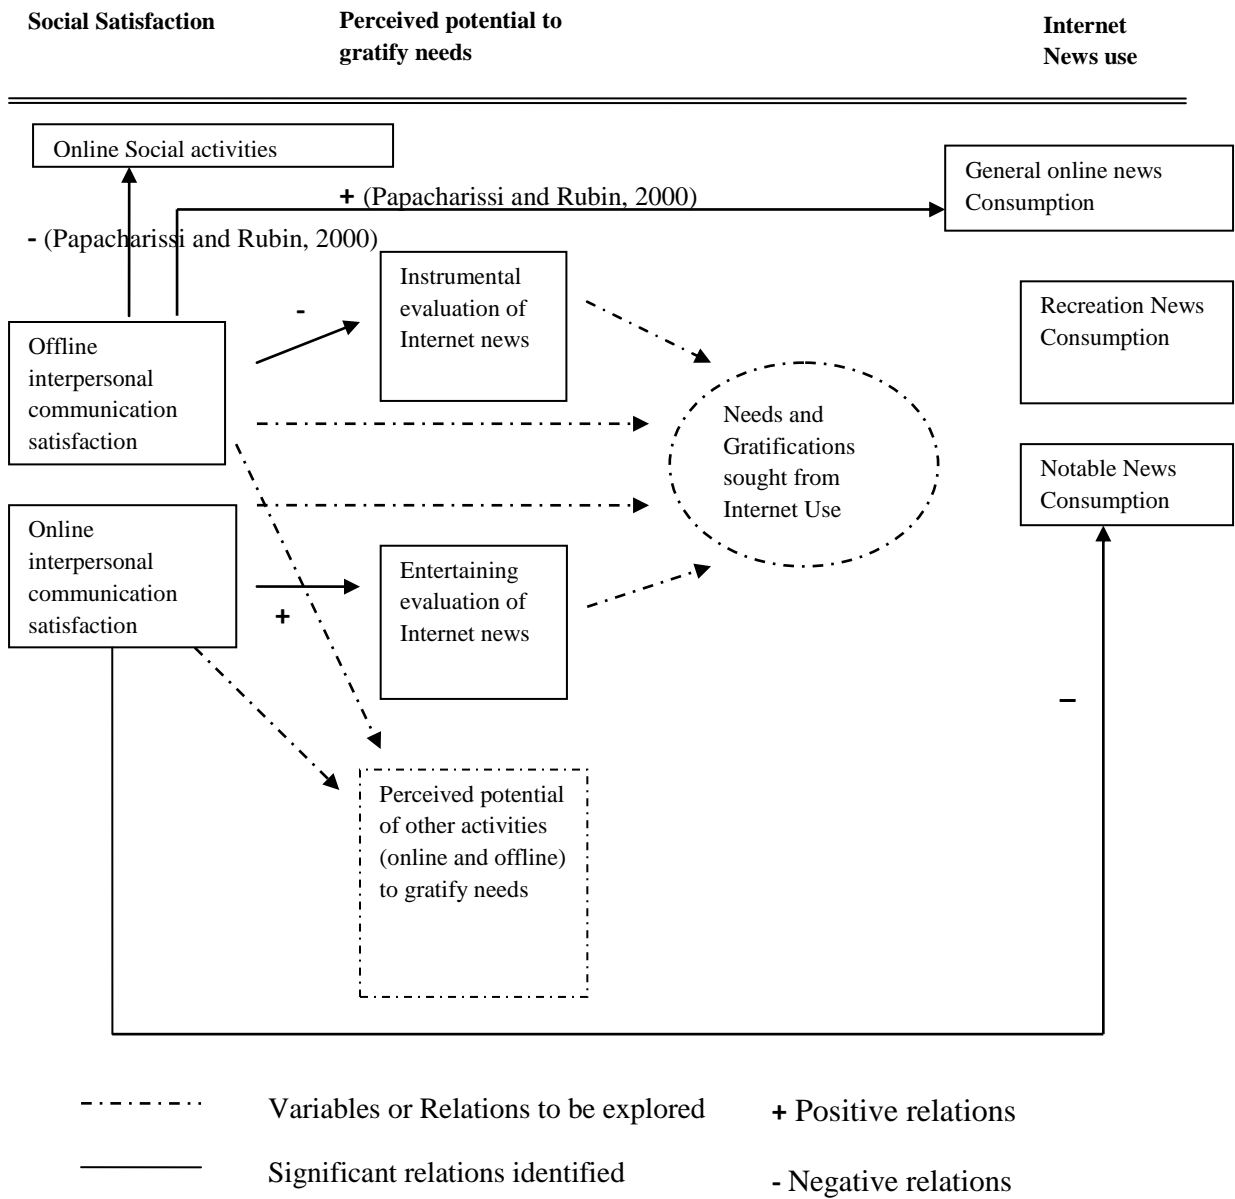 Social Satisfaction
Perceived potential to
gratify needs
Internet
News use
Online Social activities
+ (Papacharissi and Rubin, 2000)
General online news
Consumption
- (Papacharissi and Rubin, 2000)
Instrumental
evaluation of
Internet news
-
Recreation News
Consumption
Offline
interpersonal
communication
satisfaction
Needs and
Gratifications
sought from
Internet Use
Notable News
Consumption
Online
interpersonal
communication
satisfaction
+
Entertaining
evaluation of
Internet news
–
Perceived potential
of other activities
(online and offline)
to gratify needs
Variables or Relations to be explored
+ Positive relations
Significant relations identified
- Negative relations